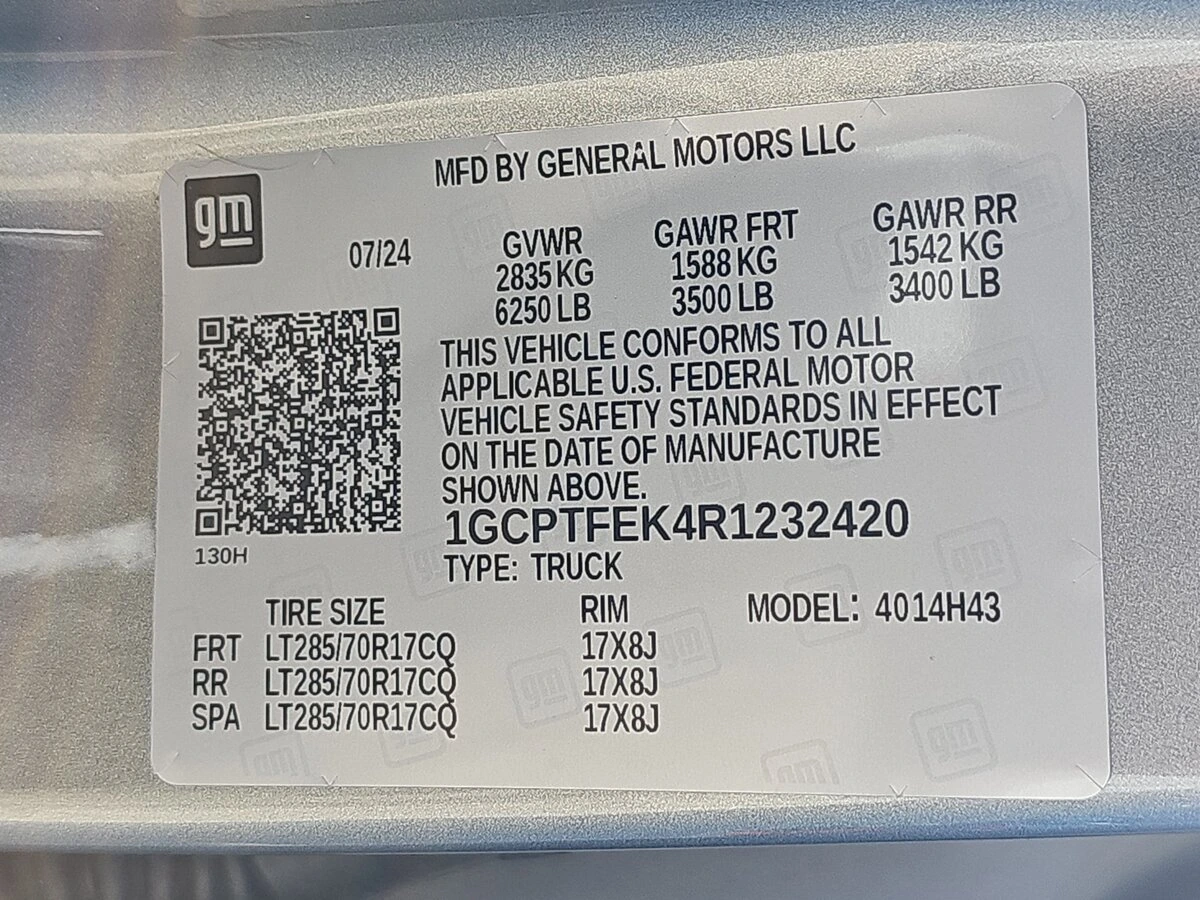 MFD BY GENERAL MOTORS LLC
gm
07/24
GVWR
2835 KG
6250 LB
GAWR FRT
1588 KG
3500 LB
GAWR RR
1542 KG
3400 LB
THIS VEHICLE CONFORMS TO ALL
APPLICABLE U.S. FEDERAL MOTOR
VEHICLE SAFETY STANDARDS IN EFFECT
ON THE DATE OF MANUFACTURE
SHOWN ABOVE.
1GCPTFEK4R1232420
130H
TYPE: TRUCK
TIRE SIZE RIM MODEL: 4014H43
FRT LT285/70R17CQ 17X8J
RR LT285/70R17CQ 17X8J
SPA LT285/70R17CQ 17X8J